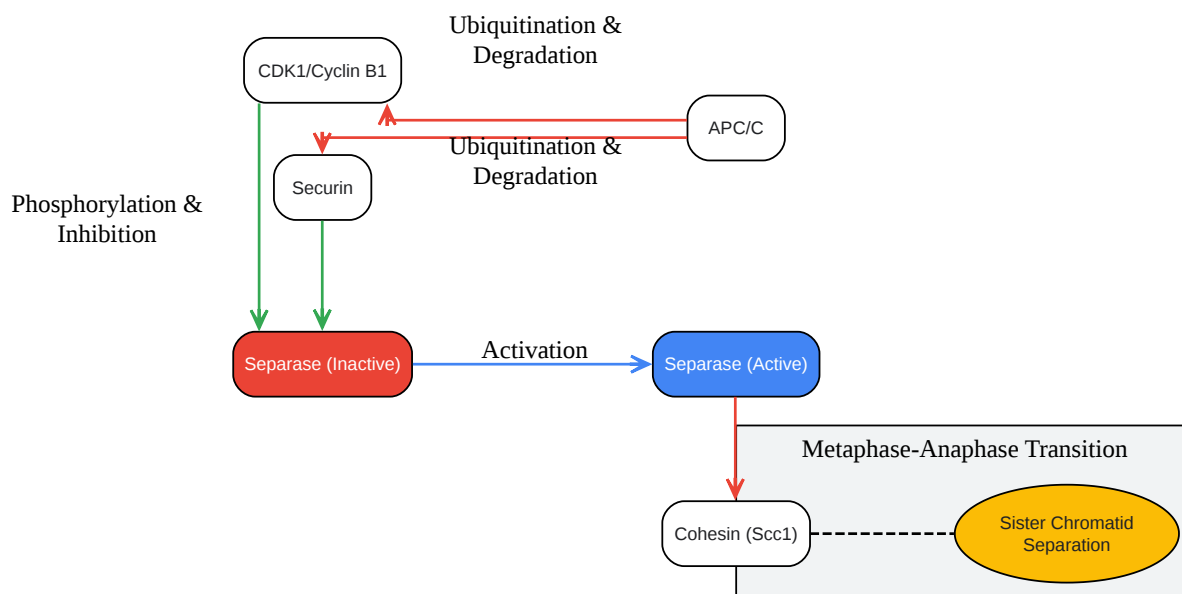 Ubiquitination &
Degradation
CDK1/Cyclin B1
APC/C
Ubiquitination &
Degradation
Securin
Phosphorylation &
Inhibition
Separase (Inactive)
Activation
Separase (Active)
Metaphase-Anaphase Transition
Cohesin (Scc1)
Sister Chromatid
Separation